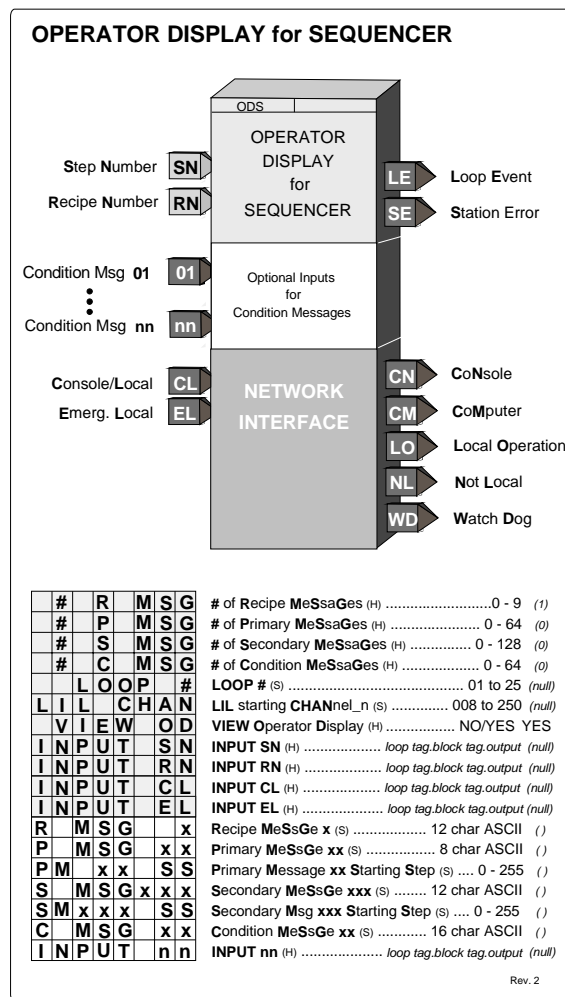 OPERATOR DISPLAY for SEQUENCER
ODS
OPERATOR
DISPLAY
for
SEQUENCER
Step Number SN
Recipe Number RN
LE Loop Event
SE Station Error
Condition Msg 01 01
Condition Msg nn nn
Optional Inputs
for
Condition Messages
Console/Local CL
Emerg. Local EL
NETWORK
INTERFACE
CN CoNsole
CM CoMputer
LO Local Operation
NL Not Local
WD Watch Dog
# R MSG # of Recipe MeSsaGes (H) ..........................0 - 9 (1)
# P MSG # of Primary MeSsaGes (H) ...................... 0 - 64 (0)
# S MSG # of Secondary MeSsaGes (H) ................ 0 - 128 (0)
# C MSG # of Condition MeSsaGes (H) .................. 0 - 64 (0)
LOOP # LOOP # (S) ............................................ 01 to 25 (null)
LIL CHAN LIL starting CHANnel_n (S) ............. 008 to 250 (null)
VIEW OD VIEW Operator Display (H) ................. NO/YES YES
INPUT SN INPUT SN (H) ................... loop tag.block tag.output (null)
INPUT RN INPUT RN (H) ................... loop tag.block tag.output (null)
INPUT CL INPUT CL (H) .................... loop tag.block tag.output (null)
INPUT EL INPUT EL (H) .................... loop tag.block tag.output (null)
R MSG x Recipe MeSsGe x (S) .................. 12 char ASCII ( )
P MSG xx Primary MeSsGe xx (S) ................ 8 char ASCII ( )
PM xx SS Primary Message xx Starting Step (S) .... 0 - 255 ( )
S MSGxxx Secondary MeSsGe xxx (S) ........ 12 char ASCII ( )
SMxxx SS Secondary Msg xxx Starting Step (S) .... 0 - 255 ( )
C MSG xx Condition MeSsGe xx (S) ............ 16 char ASCII ( )
INPUT nn INPUT nn (H) .................... loop tag.block tag.output (null)
Rev. 2